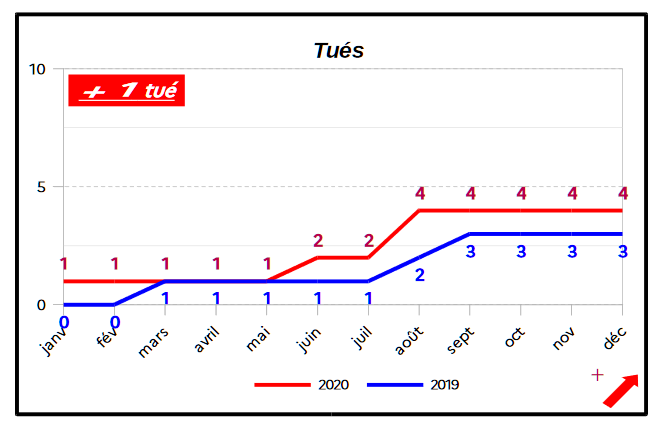 Tués
10
+ 1 tué
4 4 4 4 4
5
2 2
3 3 3 3
1 1 1 1 1
2
1 1 1 1 1
0
0 0
janv fév mars avril mai juin juil août sept oct nov déc
+
2020 2019